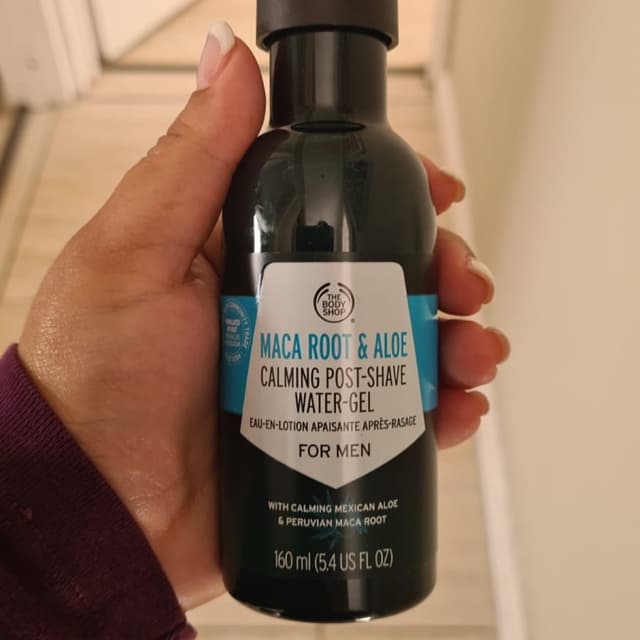 THE
BODY
SHOP
MACA ROOT & ALOE
CALMING POST-SHAVE
WATER-GEL
EAU-EN-LOTION APAISANTE APRÈS-RASAGE
FOR MEN
WITH CALMING MEXICAN ALOE
& PERUVIAN MACA ROOT
160 ml (5.4 US FL OZ)